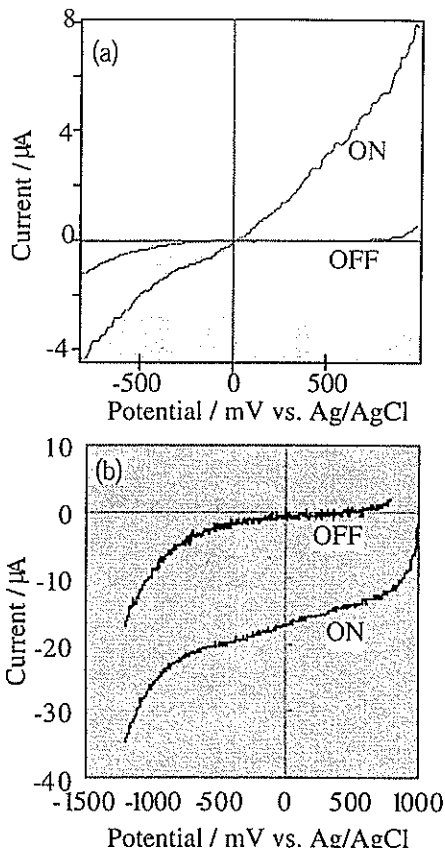 (a)
8
4
0
-4
Current / μA
ON
OFF
-500
0
500
Potential / mV vs. Ag/AgCl
(b)
10
0
-10
-20
-30
-40
Current / μA
OFF
ON
-1500 -1000 -500 0 500 1000
Potential / mV vs. Ag/AgCl